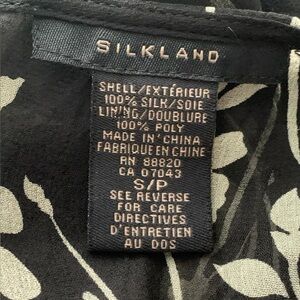 SILKLAND
SHELL/EXTÉRIEUR
100% SILK/SOIE
LINING/DOUBLURE
100% POLY
MADE IN CHINA
FABRIQUE EN CHINE
RN 88820
CA 07043
S/P
SEE REVERSE
FOR CARE
DIRECTIVES
D'ENTRETIEN
AU DOS